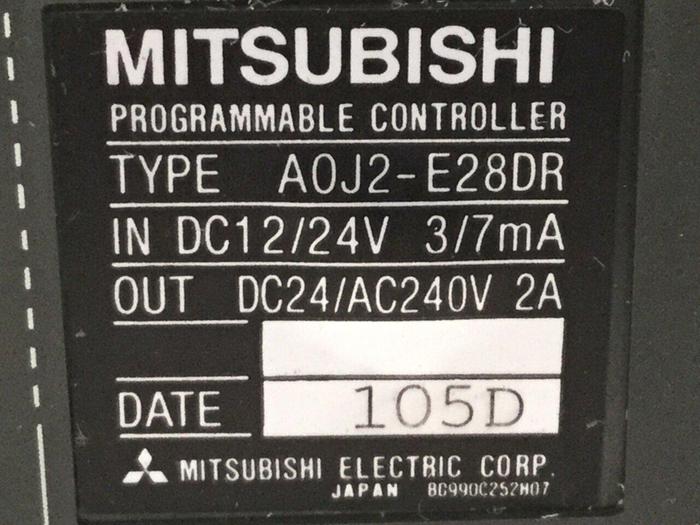 MITSUBISHI
PROGRAMMABLE CONTROLLER
TYPE A0J2-E28DR
IN DC12/24V 3/7mA
OUT DC24/AC240V 2A
DATE 105D
MITSUBISHI ELECTRIC CORP.
JAPAN BG990C252H07